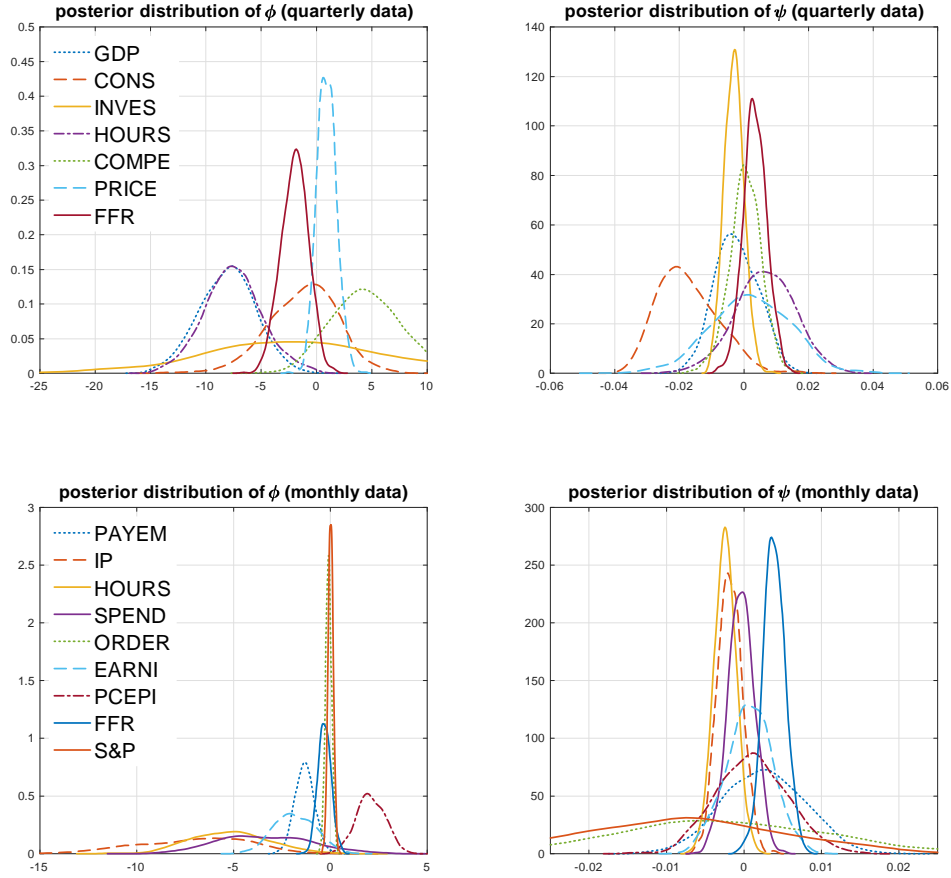 posterior distribution of ϕ (quarterly data)
0.5
0.45
0.4
0.35
0.3
0.25
0.2
0.15
0.1
0.05
0
-25 -20 -15 -10 -5 0 5 10
GDP
CONS
INVES
HOURS
COMPE
PRICE
FFR
posterior distribution of ψ (quarterly data)
140
120
100
80
60
40
20
0
-0.06 -0.04 -0.02 0 0.02 0.04 0.06
posterior distribution of ϕ (monthly data)
3
2.5
2
1.5
1
0.5
0
-15 -10 -5 0 5
PAYEM
IP
HOURS
SPEND
ORDER
EARNI
PCEPI
FFR
S&P
posterior distribution of ψ (monthly data)
300
250
200
150
100
50
0
-0.02 -0.01 0 0.01 0.02